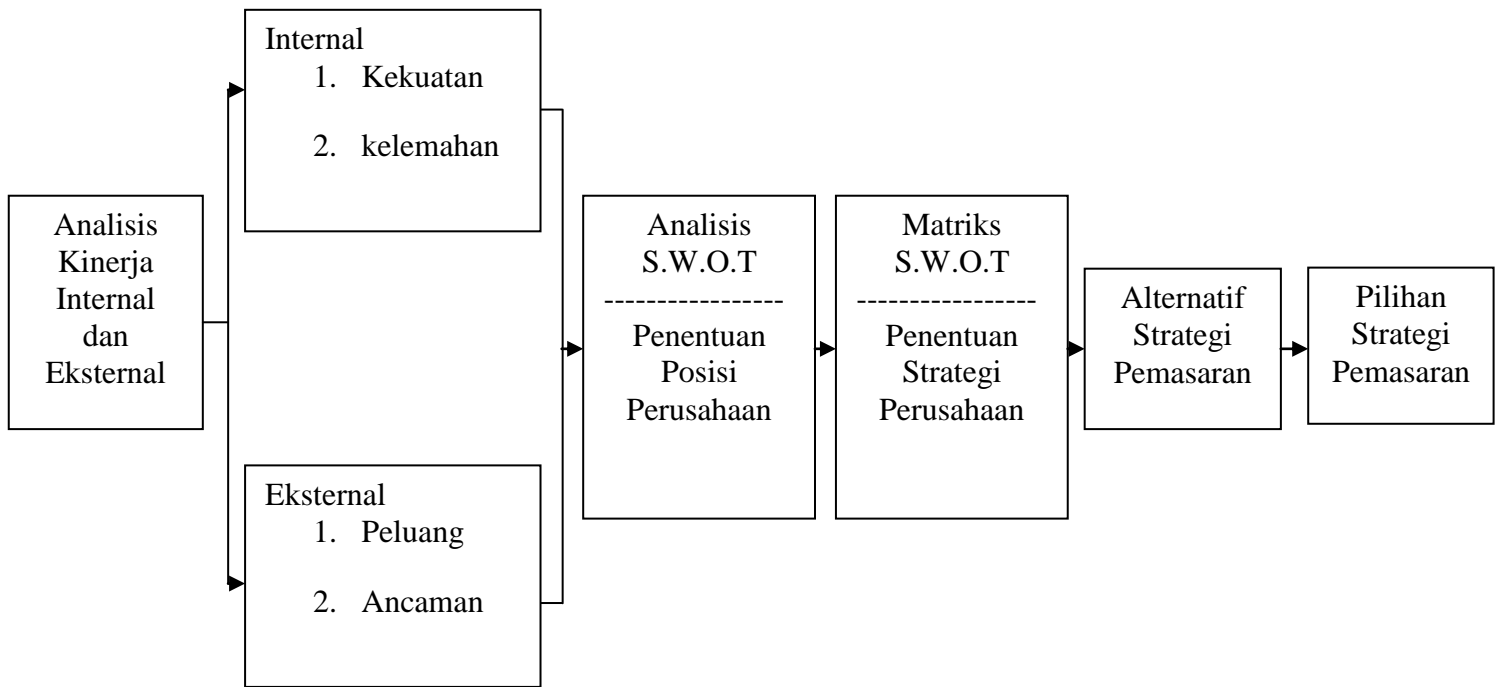 Analisis
Kinerja
Internal
dan
Eksternal
Internal
1. Kekuatan
2. kelemahan
Eksternal
1. Peluang
2. Ancaman
Analisis
S.W.O.T
-----------------
Penentuan
Posisi
Perusahaan
Matriks
S.W.O.T
-----------------
Penentuan
Strategi
Perusahaan
Alternatif
Strategi
Pemasaran
Pilihan
Strategi
Pemasaran